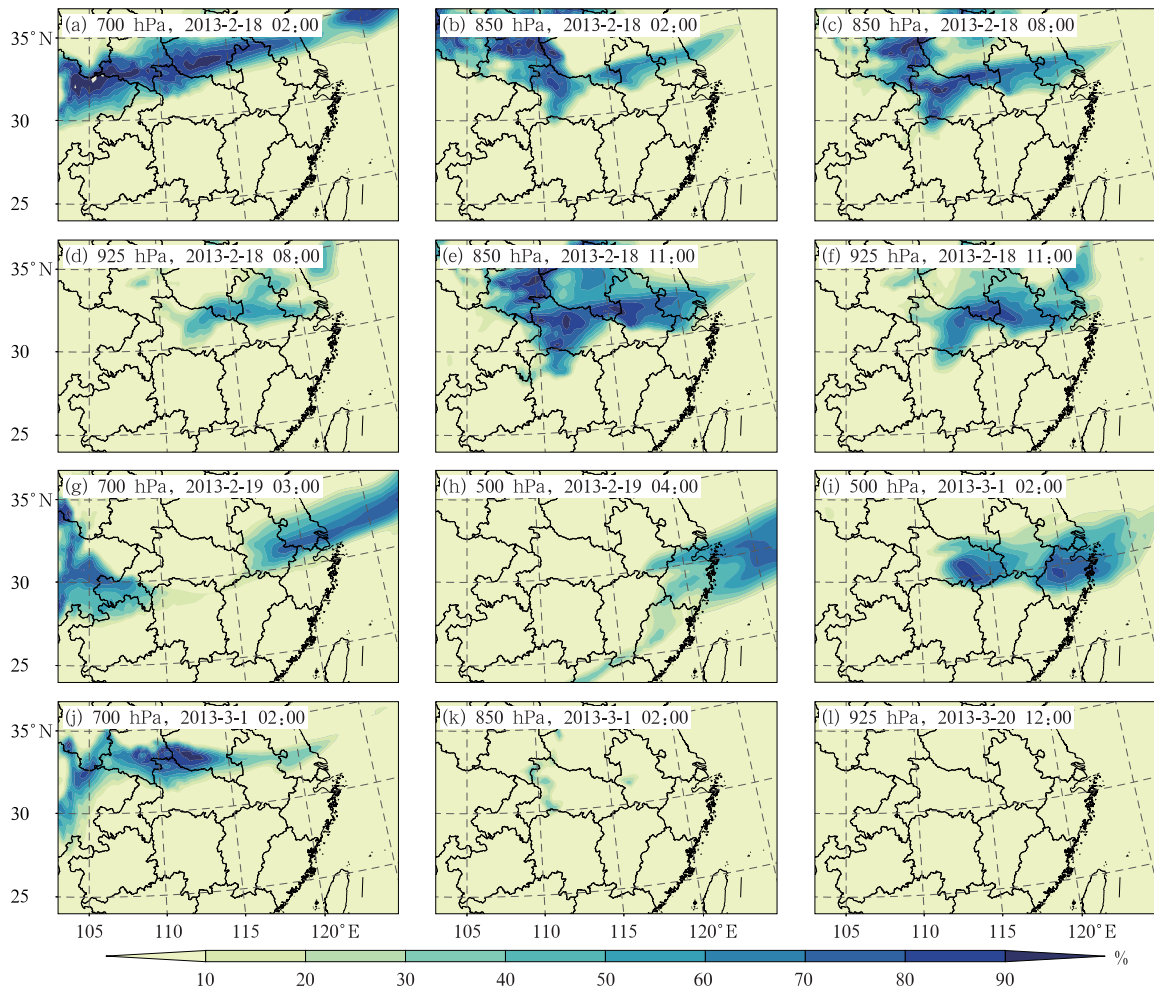 (a) 700 hPa, 2013-2-18 02:00
(b) 850 hPa, 2013-2-18 02:00
(c) 850 hPa, 2013-2-18 08:00
35°N
30
25
(d) 925 hPa, 2013-2-18 08:00
(e) 850 hPa, 2013-2-18 11:00
(f) 925 hPa, 2013-2-18 11:00
35°N
30
25
(g) 700 hPa, 2013-2-19 03:00
(h) 500 hPa, 2013-2-19 04:00
(i) 500 hPa, 2013-3-1 02:00
35°N
30
25
(j) 700 hPa, 2013-3-1 02:00
(k) 850 hPa, 2013-3-1 02:00
(l) 925 hPa, 2013-3-20 12:00
35°N
30
25
105 110 115 120°E
105 110 115 120°E
105 110 115 120°E
%
10 20 30 40 50 60 70 80 90